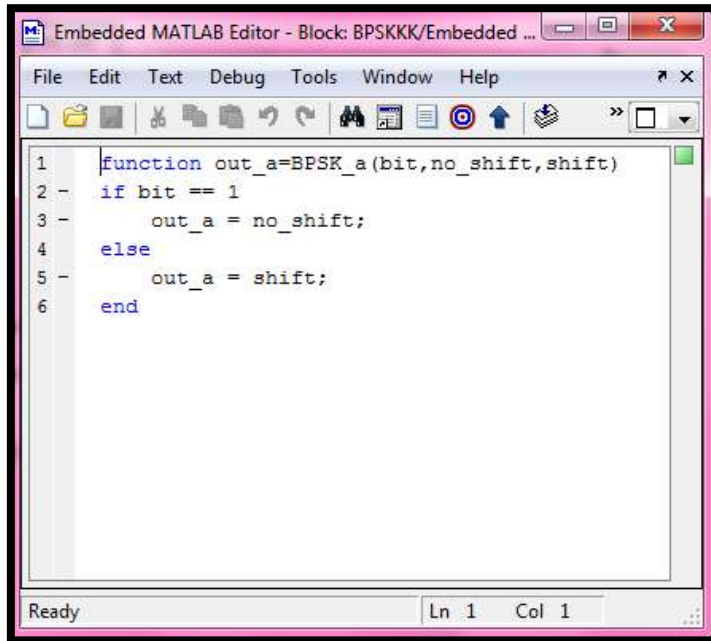 Embedded MATLAB Editor - Block: BPSKKK/Embedded ...
File Edit Text Debug Tools Window Help
1 function out_a=BPSK_a(bit,no_shift,shift)
2 - if bit == 1
3 - out_a = no_shift;
4 else
5 - out_a = shift;
6 end
Ready Ln 1 Col 1